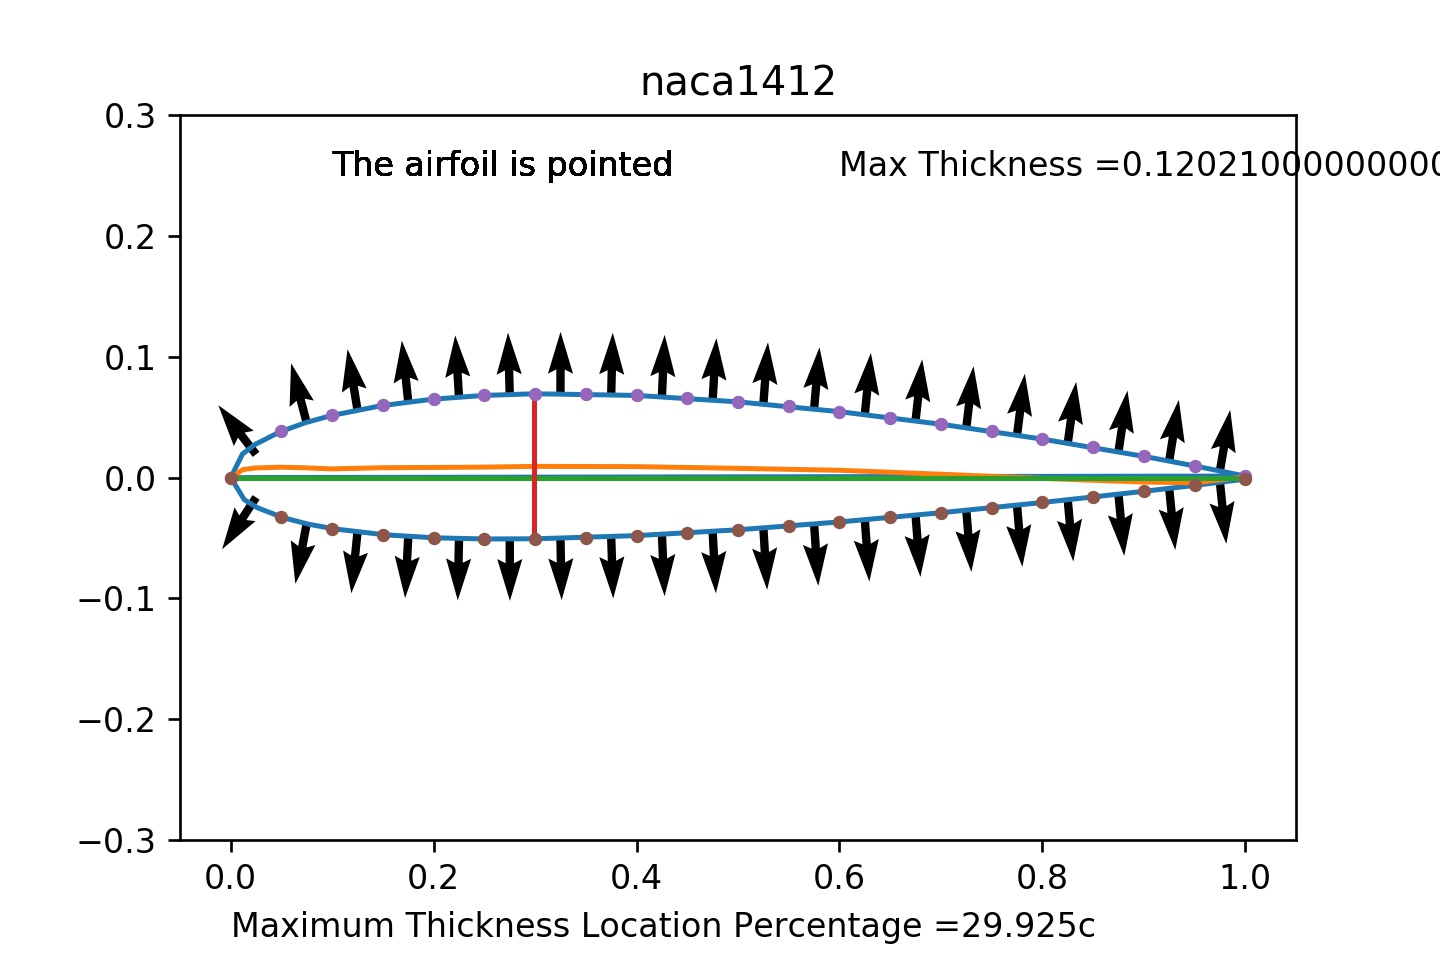 naca1412
0.3
The airfoil is pointed
Max Thickness =0.12021000000000
0.2
0.1
0.0
−0.1
−0.2
−0.3
0.0 0.2 0.4 0.6 0.8 1.0
Maximum Thickness Location Percentage =29.925c